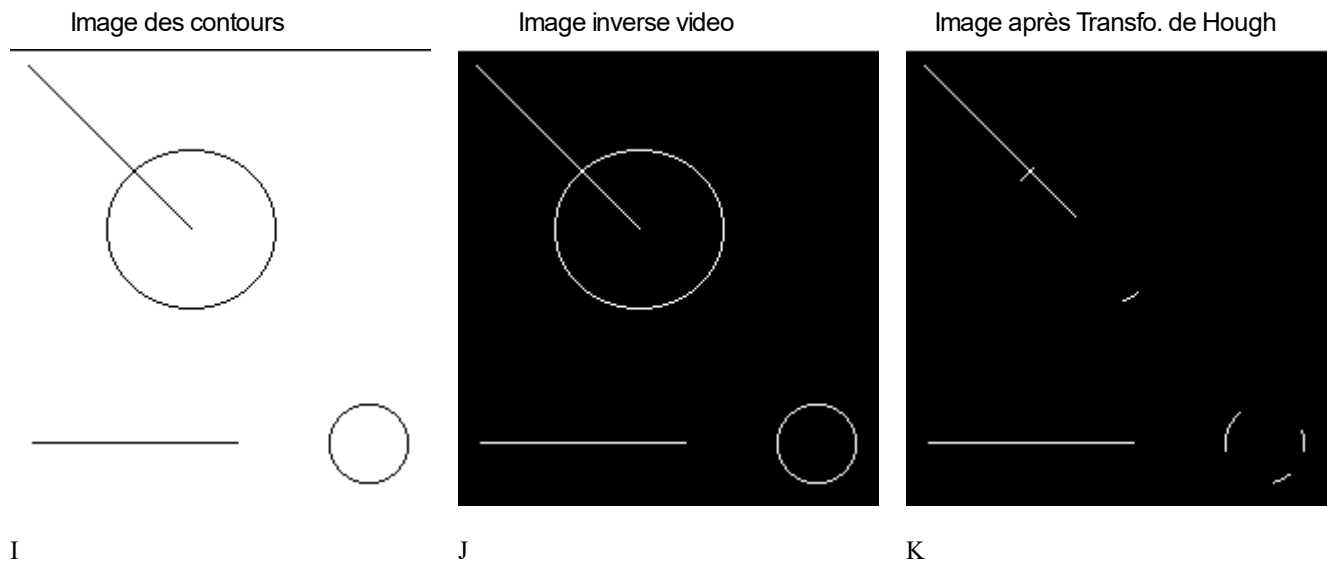 Image des contours
Image inverse video
Image après Transfo. de Hough
I
J
K